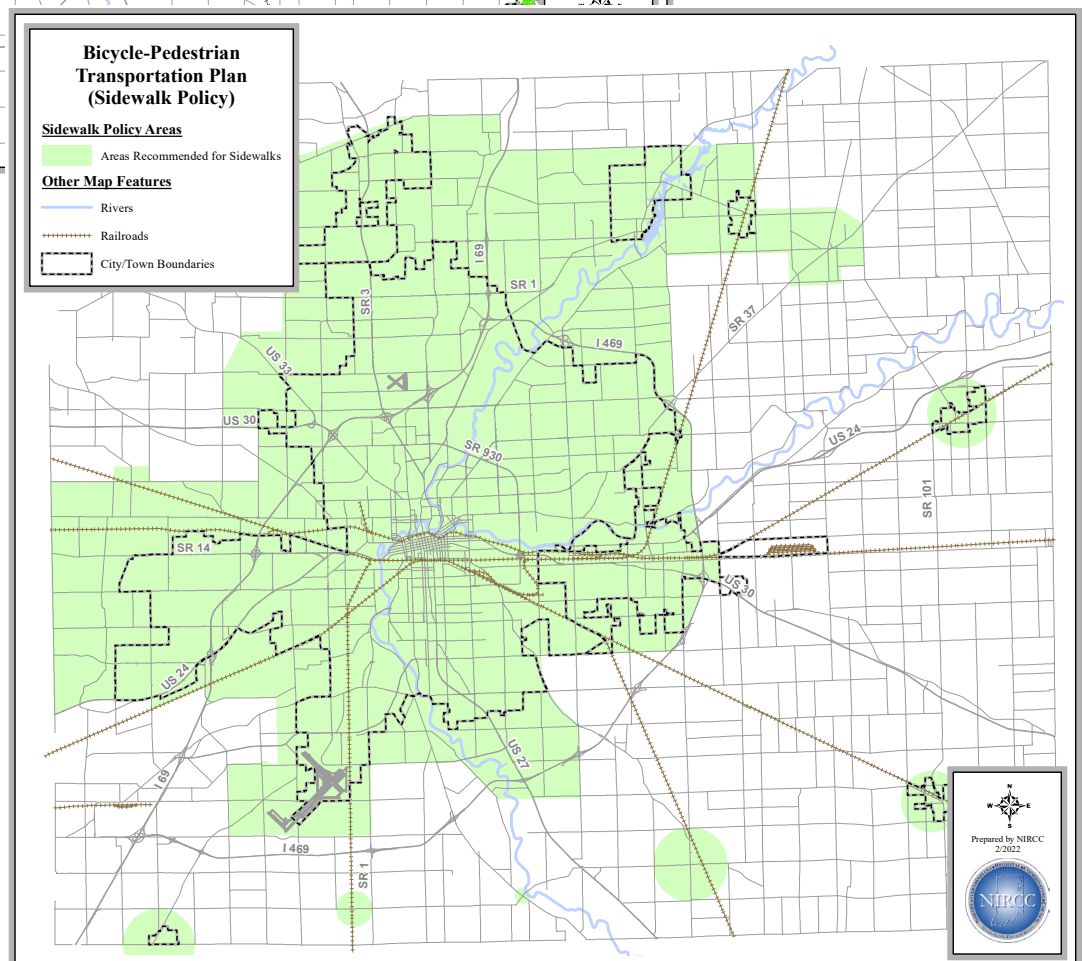 Bicycle-Pedestrian
Transportation Plan
(Sidewalk Policy)
Sidewalk Policy Areas
Areas Recommended for Sidewalks
Other Map Features
Rivers
Railroads
City/Town Boundaries
I 69
SR 1
SR 3
I 469
SR 37
US 33
US 30
SR 930
US 24
SR 101
SR 14
US 30
US 24
US 27
I 69
I 469
SR 1
N
W E
S
Prepared by NIRCC
2/2022
NIRCC